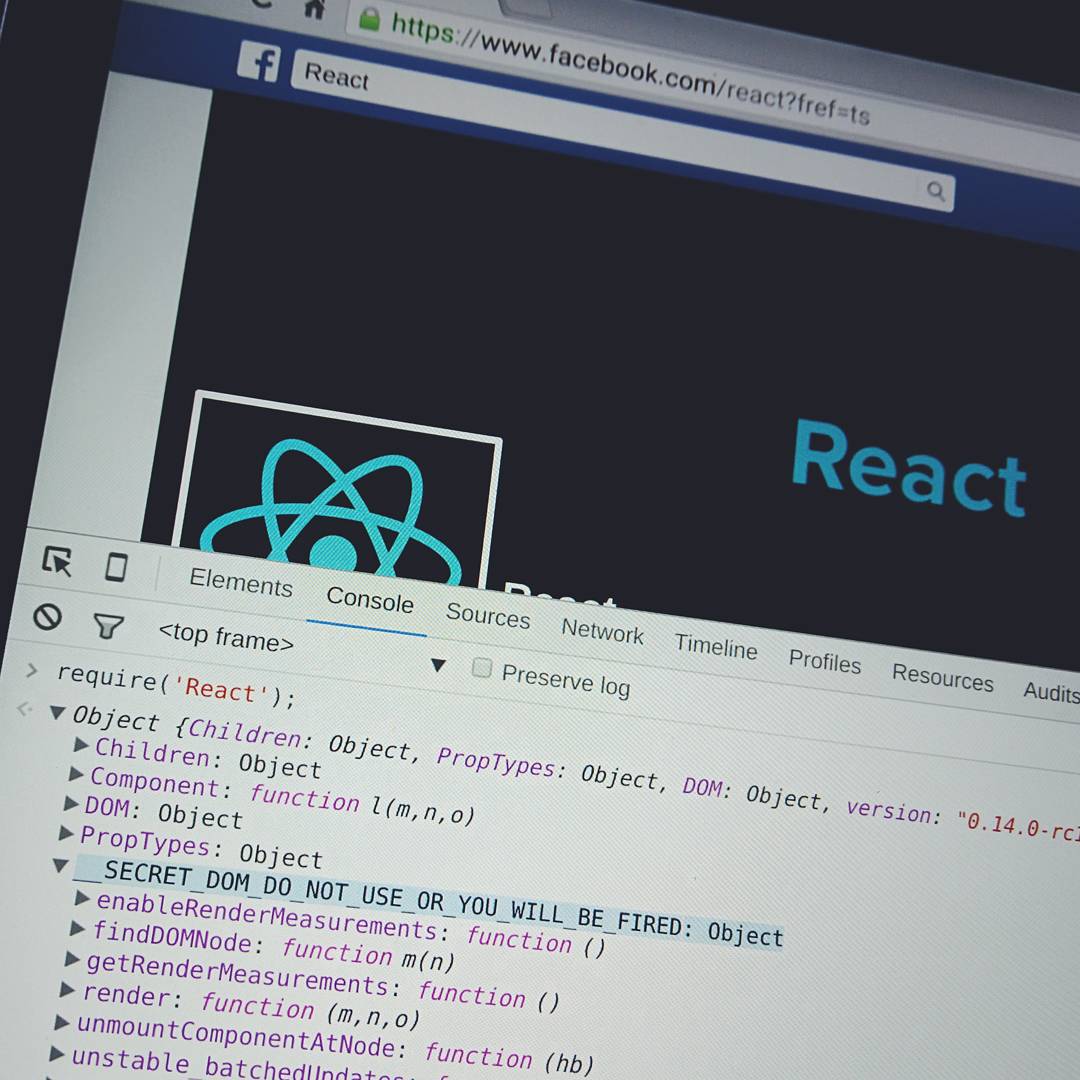 https://www.facebook.com/react?fref=ts
f React
React
React
Elements Console Sources Network Timeline Profiles Resources Audits
<top frame> ▼ Preserve log
> require('React');
▼ Object {Children: Object, PropTypes: Object, DOM: Object, version: "0.14.0-rc1
▶ Children: Object
▶ Component: function l(m,n,o)
▶ DOM: Object
▶ PropTypes: Object
▼ __SECRET_DOM_DO_NOT_USE_OR_YOU_WILL_BE_FIRED: Object
▶ enableRenderMeasurements: function ()
▶ findDOMNode: function m(n)
▶ getRenderMeasurements: function ()
▶ render: function (m,n,o)
▶ unmountComponentAtNode: function (hb)
▶ unstable_batchedUpdates: